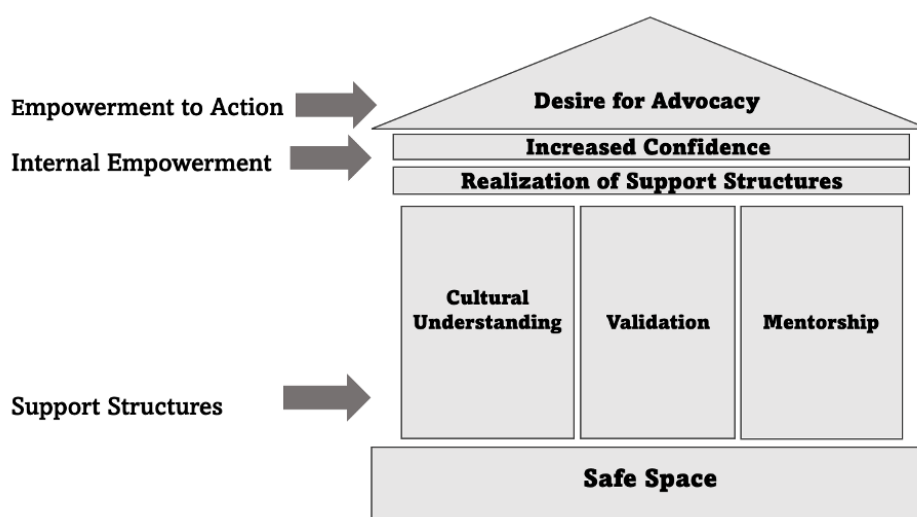 Empowerment to Action
Desire for Advocacy
Internal Empowerment
Increased Confidence
Realization of Support Structures
Cultural
Understanding
Validation
Mentorship
Support Structures
Safe Space